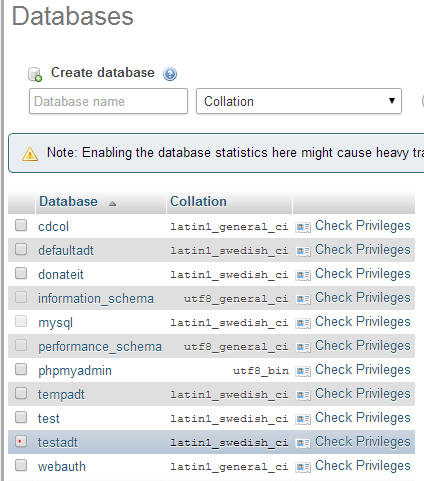 Databases
Create database
Database name
Collation
Note: Enabling the database statistics here might cause heavy
Database Collation
cdcol latin1_general_ci Check Privileges
defaultadt latin1_swedish_ci Check Privileges
donateit latin1_swedish_ci Check Privileges
information_schema utf8_general_ci Check Privileges
mysql latin1_swedish_ci Check Privileges
performance_schema utf8_general_ci Check Privileges
phpmyadmin utf8_bin Check Privileges
tempadt latin1_swedish_ci Check Privileges
test latin1_swedish_ci Check Privileges
testadt latin1_swedish_ci Check Privileges
webauth latin1_general_ci Check Privileges